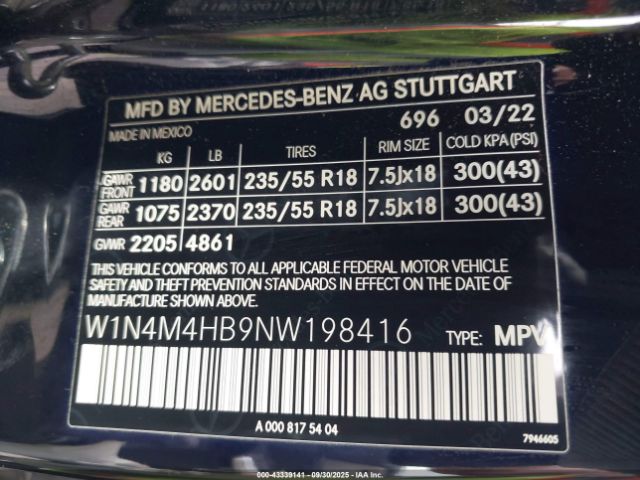 MFD BY MERCEDES-BENZ AG STUTTGART
MADE IN MEXICO 696 03/22
KG LB TIRES RIM SIZE COLD KPA(PSI)
GAWR FRONT 1180 2601 235/55 R18 7.5Jx18 300(43)
GAWR REAR 1075 2370 235/55 R18 7.5Jx18 300(43)
GVWR 2205 4861
THIS VEHICLE CONFORMS TO ALL APPLICABLE FEDERAL MOTOR VEHICLE
SAFETY AND THEFT PREVENTION STANDARDS IN EFFECT ON THE DATE OF
MANUFACTURE SHOWN ABOVE.
W1N4M4HB9NW198416 TYPE: MPV
A 000 817 54 04
7946605
000-43339141 - 09/30/2025 - IAA Inc.